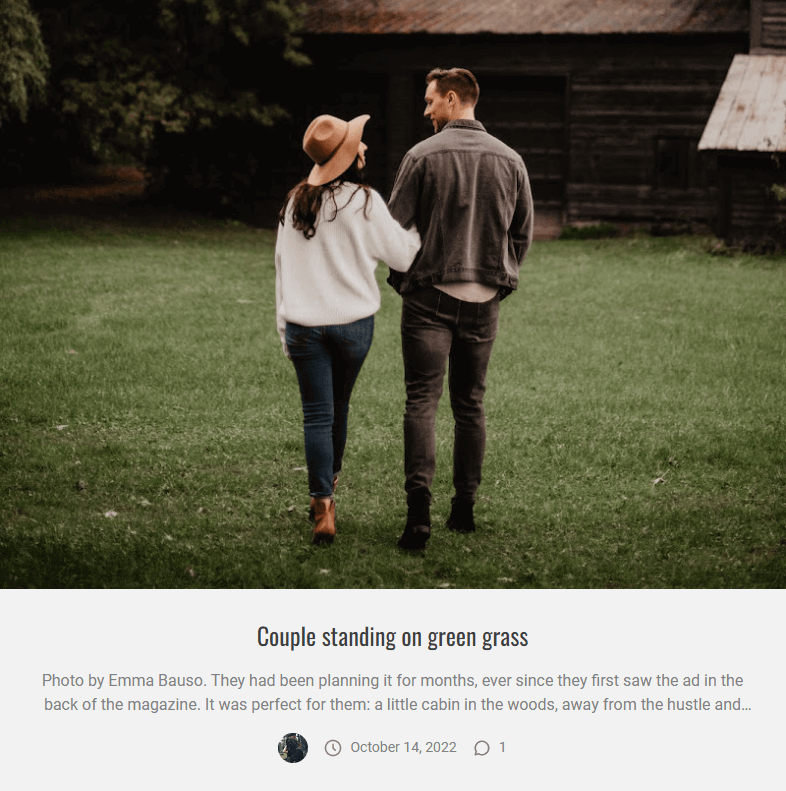 Couple standing on green grass
Photo by Emma Bauso. They had been planning it for months, ever since they first saw the ad in the
back of the magazine. It was perfect for them: a little cabin in the woods, away from the hustle and...
October 14, 2022 1